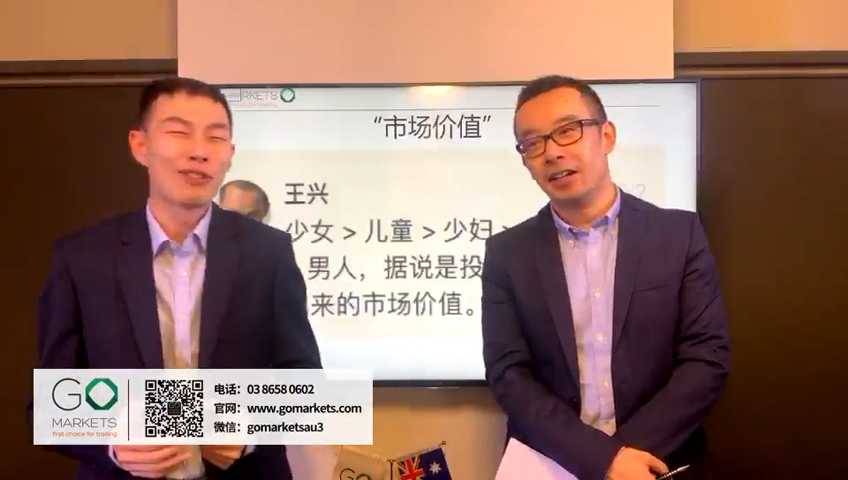 “市场价值”
王兴
少女 > 儿童 > 少妇
男人，据说是投
来的市场价值。
GO
MARKETS
first choice for trading
电话： 03 8658 0602
官网： www.gomarkets.com
微信： gomarketsau3
GO